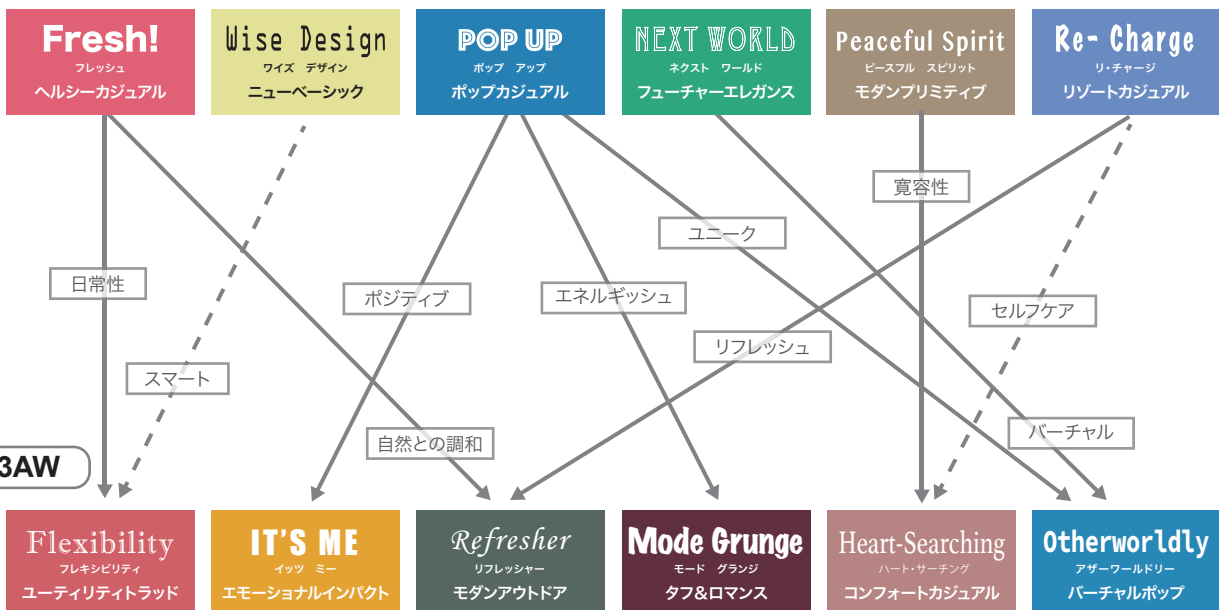 Fresh!
フレッシュ
ヘルシーカジュアル
Wise Design
ワイズ デザイン
ニューベーシック
POP UP
ポップ アップ
ポップカジュアル
NEXT WORLD
ネクスト ワールド
フューチャーエレガンス
Peaceful Spirit
ピースフル スピリット
モダンプリミティブ
Re- Charge
リ・チャージ
リゾートカジュアル
寛容性
ユニーク
日常性
ポジティブ
エネルギッシュ
セルフケア
リフレッシュ
スマート
自然との調和
バーチャル
3AW
Flexibility
フレキシビリティ
ユーティリティトラッド
IT'S ME
イッツ ミー
エモーショナルインパクト
Refresher
リフレッシャー
モダンアウトドア
Mode Grunge
モード グランジ
タフ&ロマンス
Heart-Searching
ハート・サーチング
コンフォートカジュアル
Otherworldly
アザーワールドリー
バーチャルポップ